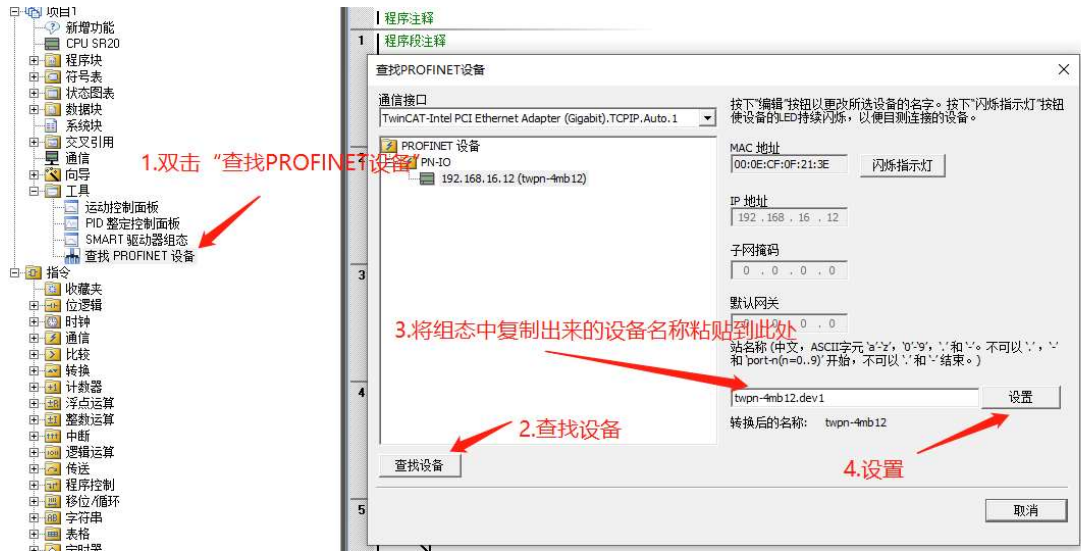 项目1
新增功能
CPU SR20
程序块
符号表
状态图表
数据块
系统块
交叉引用
通信
向导
工具
运动控制面板
PID 整定控制面板
SMART 驱动器组态
查找 PROFINET 设备
指令
收藏夹
位逻辑
时钟
通信
比较
转换
计数器
浮点运算
整数运算
中断
逻辑运算
传送
程序控制
移位/循环
字符串
表格
定时器
程序注释
1 程序段注释
2
3
4
5
查找PROFINET设备
通信接口
TwinCAT-Intel PCI Ethernet Adapter (Gigabit).TCPIP.Auto.1
PROFINET 设备
PN-IO
192.168.16.12 (twpn-4mb12)
1.双击“查找PROFINET设备”
2.查找设备
查找设备
按下“编辑”按钮以更改所选设备的名字。按下“闪烁指示灯”按钮
使设备的LED持续闪烁，以便目测连接的设备。
MAC 地址
00:0E:CF:0F:21:3E
闪烁指示灯
IP 地址
192 . 168 . 16 . 12
子网掩码
0 . 0 . 0 . 0
默认网关
0 . 0 . 0 . 0
3.将组态中复制出来的设备名称粘贴到此处
站名称 (中文，ASCII字元 'a'-'z'，'0'-'9'，'.' 和 '-'。不可以 '.'，'-'
和 'port-n(n=0..9)' 开始，不可以 '.' 和 '-' 结束。)
twpn-4mb12.dev1
设置
转换后的名称: twpn-4mb12
4.设置
取消